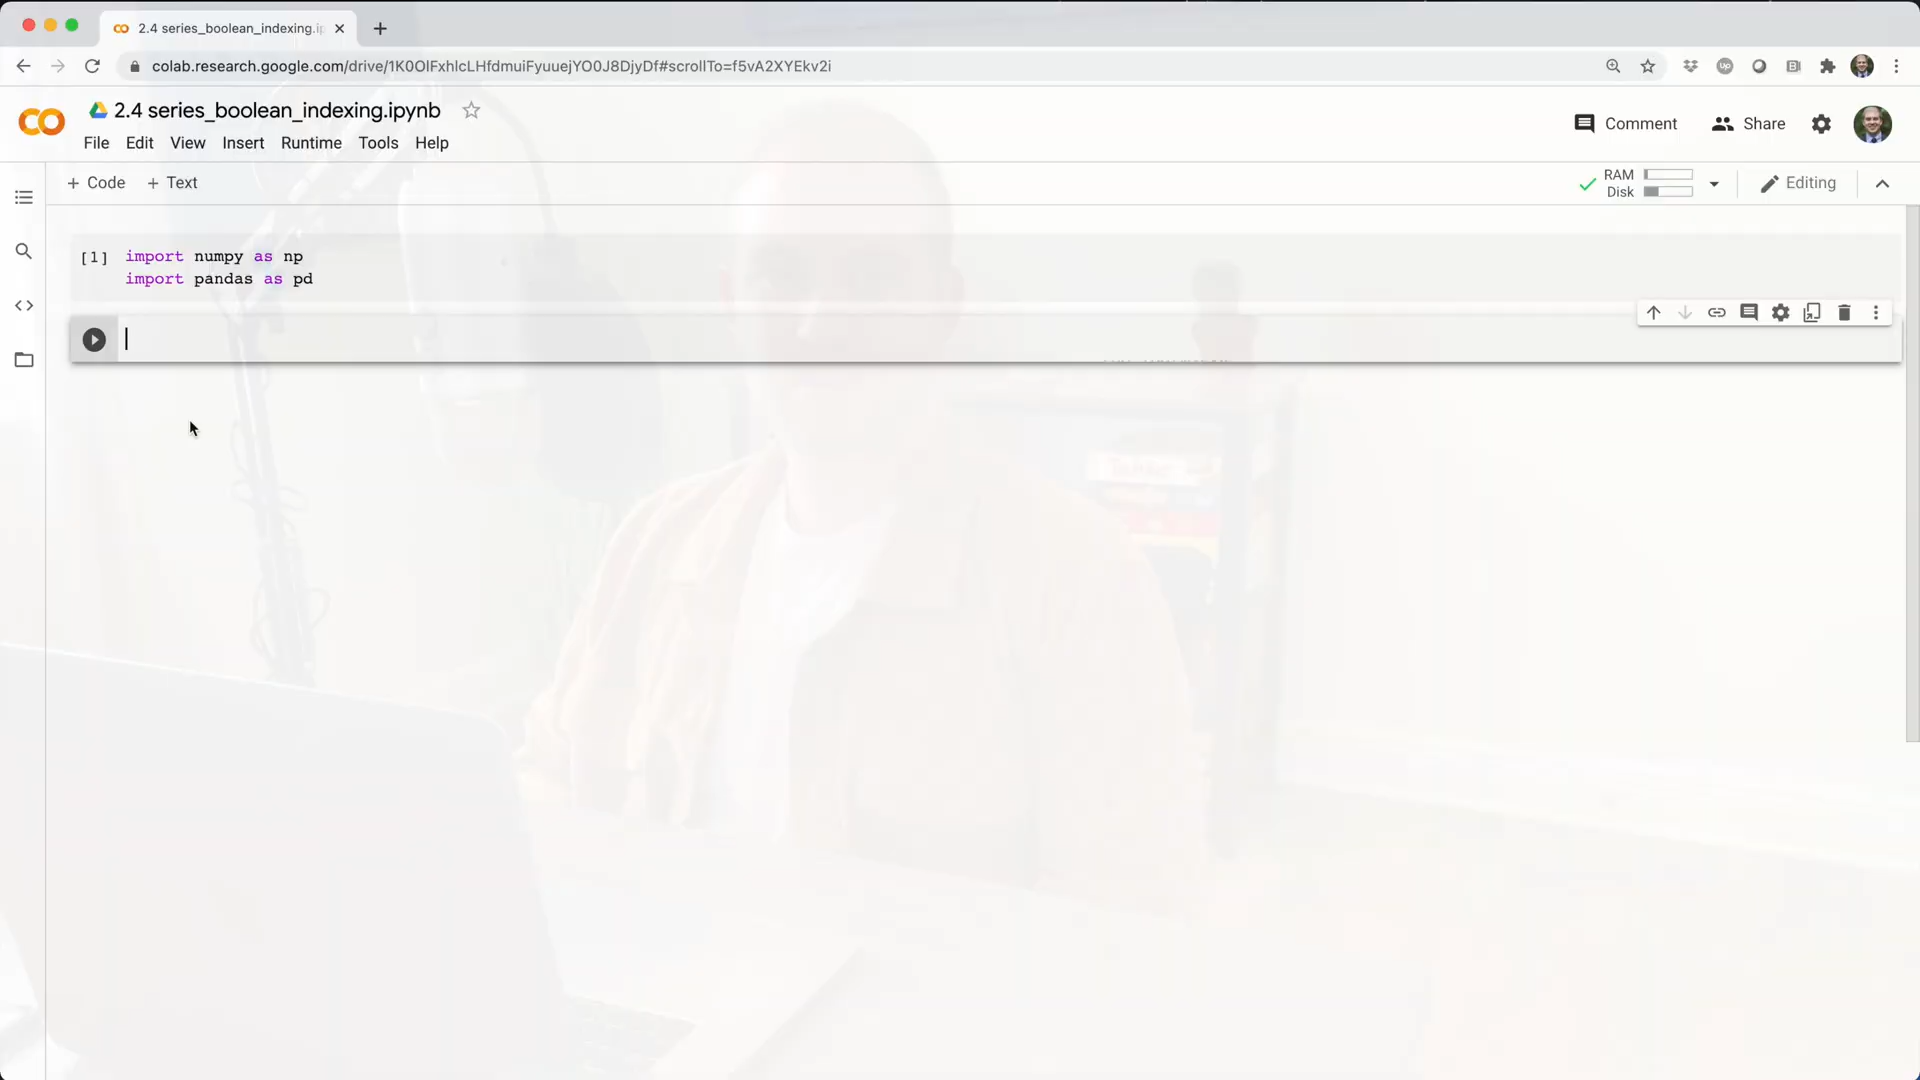 2.4 series_boolean_indexing.ip
colab.research.google.com/drive/1K0OlFxhlcLHfdmuiFyuuejYO0J8DjyDf#scrollTo=f5vA2XYEkv2i
2.4 series_boolean_indexing.ipynb
File Edit View Insert Runtime Tools Help
Comment Share
+ Code + Text
RAM
Disk
Editing
[1] import numpy as np
import pandas as pd